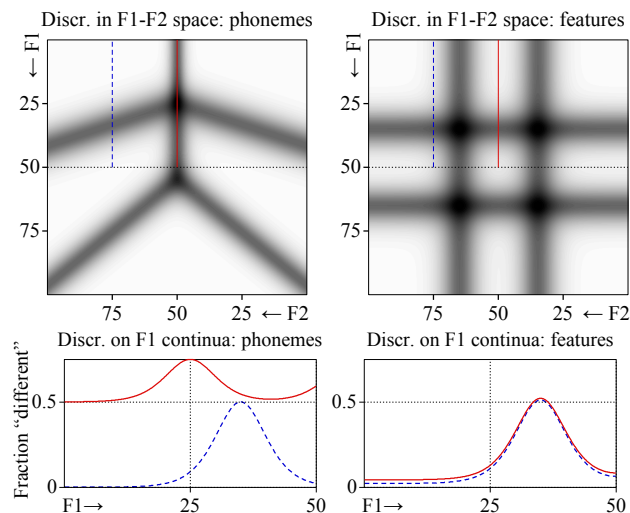 Discr. in F1-F2 space: phonemes
Discr. in F1-F2 space: features
← F1
25
50
75
75
50
25
← F2
← F1
25
50
75
75
50
25
← F2
Discr. on F1 continua: phonemes
Discr. on F1 continua: features
Fraction “different”
0.5
0
F1→
25
50
0.5
0
F1→
25
50